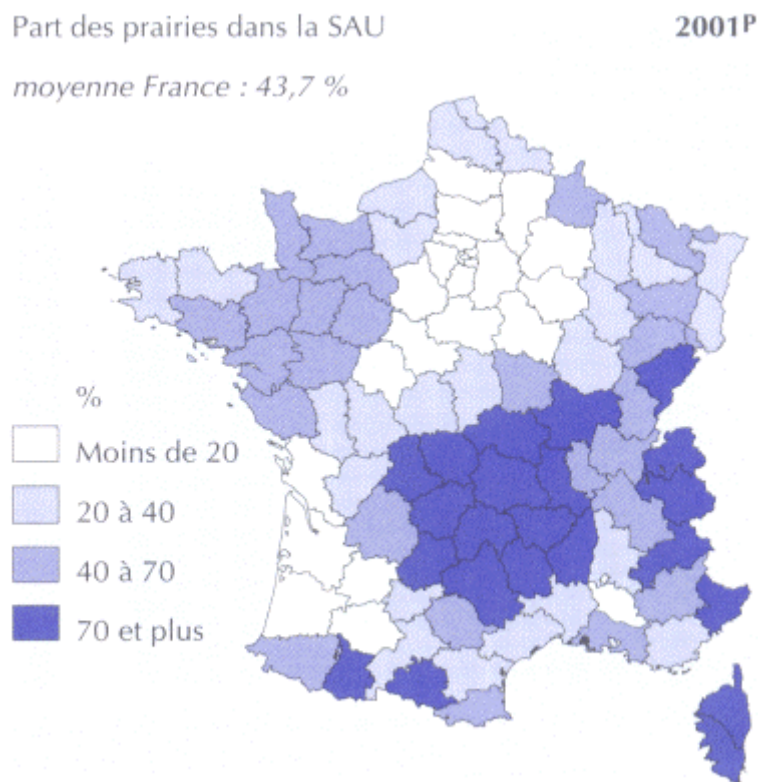 Part des prairies dans la SAU 2001P
moyenne France : 43,7 %
%
Moins de 20
20 à 40
40 à 70
70 et plus